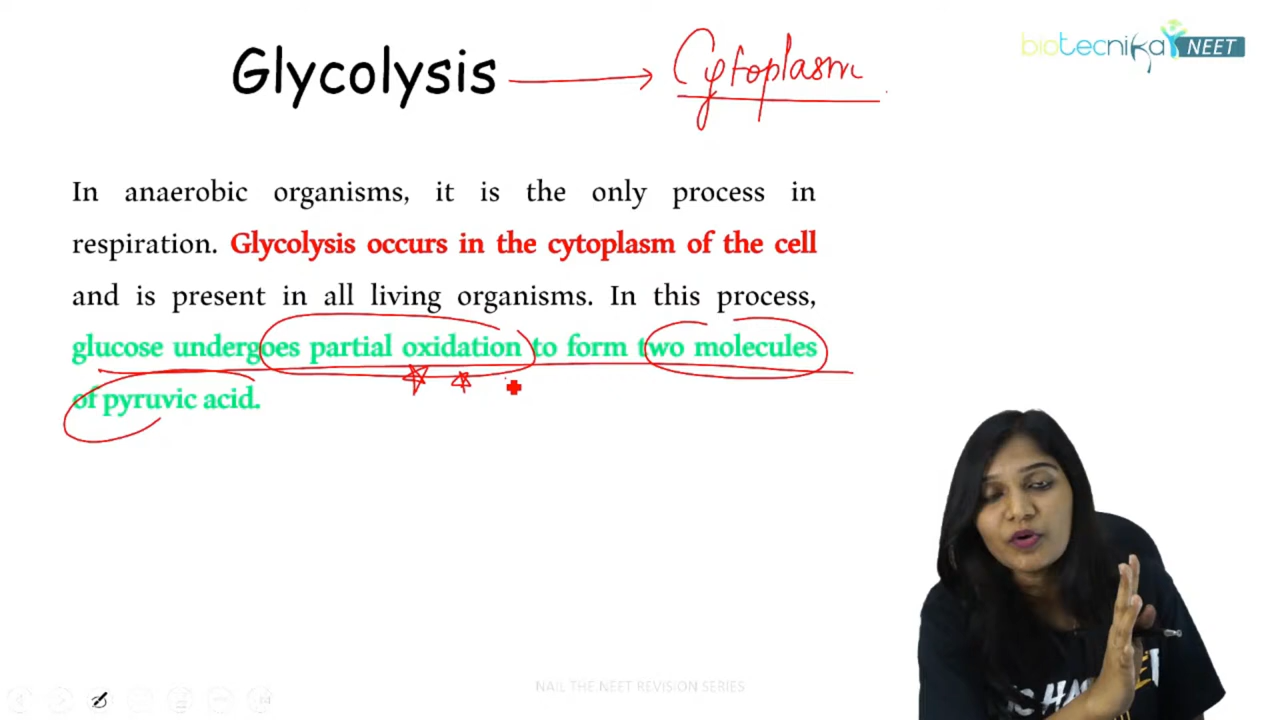 Glycolysis
Cytoplasm
biotecnika NEET
In anaerobic organisms, it is the only process in
respiration. Glycolysis occurs in the cytoplasm of the cell
and is present in all living organisms. In this process,
glucose undergoes partial oxidation to form two molecules
of pyruvic acid.
NAIL THE NEET REVISION SERIES